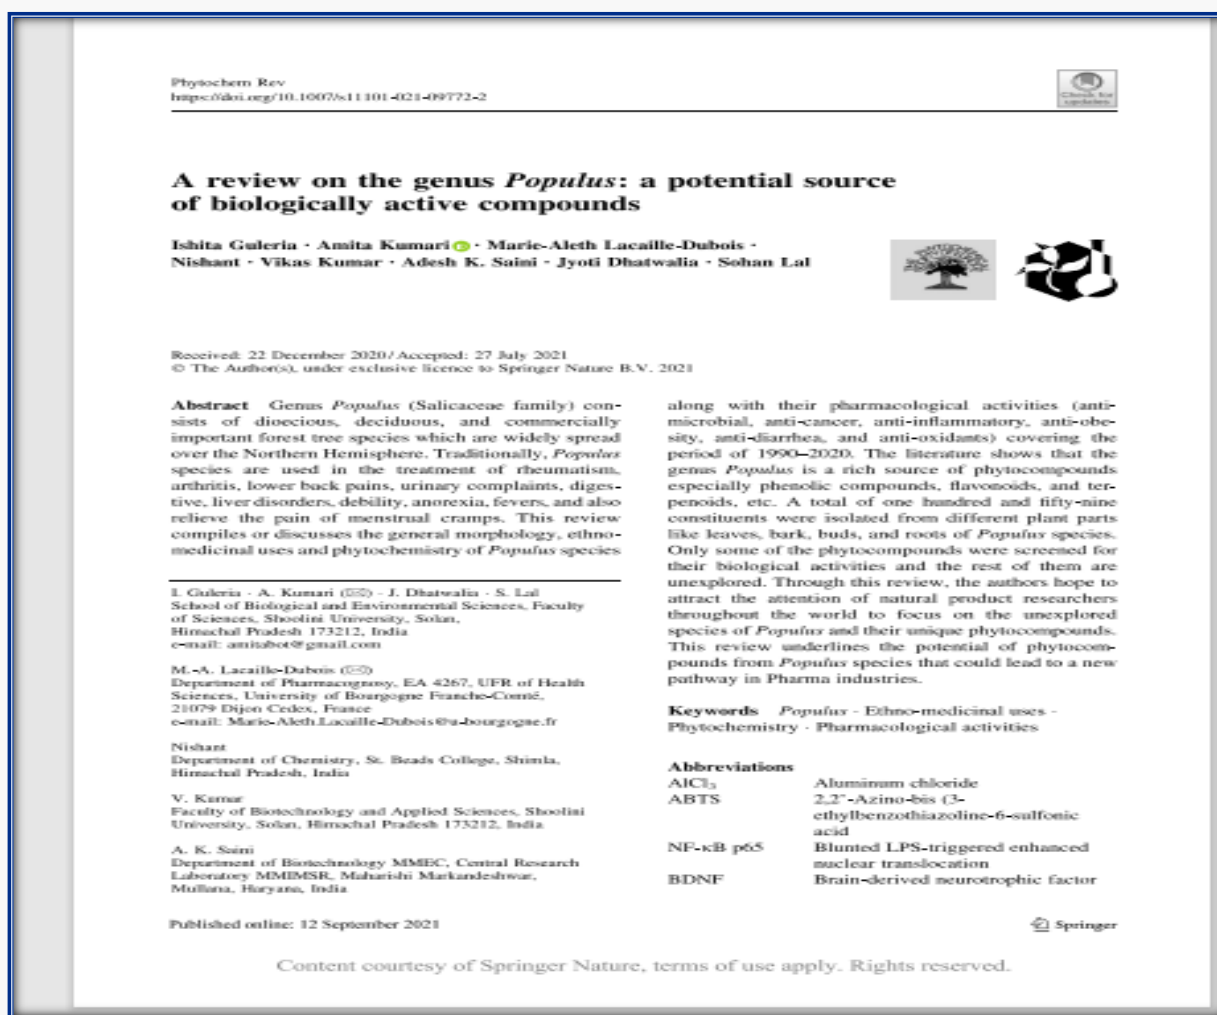 Phytochem Rev
https://doi.org/10.1007/s11101-021-09772-2
Check for
updates
A review on the genus Populus: a potential source
of biologically active compounds
Ishita Guleria · Amita Kumari · Marie-Aleth Lacaille-Dubois ·
Nishant · Vikas Kumar · Adesh K. Saini · Jyoti Dhatwalia · Sohan Lal
Received: 22 December 2020 / Accepted: 27 July 2021
© The Author(s), under exclusive licence to Springer Nature B.V. 2021
Abstract Genus Populus (Salicaceae family) con-
sists of dioecious, deciduous, and commercially
important forest tree species which are widely spread
over the Northern Hemisphere. Traditionally, Populus
species are used in the treatment of rheumatism,
arthritis, lower back pains, urinary complaints, diges-
tive, liver disorders, debility, anorexia, fevers, and also
relieve the pain of menstrual cramps. This review
compiles or discusses the general morphology, ethno-
medicinal uses and phytochemistry of Populus species
I. Guleria · A. Kumari (✉) · J. Dhatwalia · S. Lal
School of Biological and Environmental Sciences, Faculty
of Sciences, Shoolini University, Solan,
Himachal Pradesh 173212, India
e-mail: amitabot@gmail.com
M.-A. Lacaille-Dubois (✉)
Department of Pharmacognosy, EA 4267, UFR of Health
Sciences, University of Bourgogne Franche-Comté,
21079 Dijon Cedex, France
e-mail: Marie-Aleth.Lacaille-Dubois@u-bourgogne.fr
Nishant
Department of Chemistry, St. Beads College, Shimla,
Himachal Pradesh, India
V. Kumar
Faculty of Biotechnology and Applied Sciences, Shoolini
University, Solan, Himachal Pradesh 173212, India
A. K. Saini
Department of Biotechnology MMEC, Central Research
Laboratory MMIMSR, Maharishi Markandeshwar,
Mullana, Haryana, India
along with their pharmacological activities (anti-
microbial, anti-cancer, anti-inflammatory, anti-obe-
sity, anti-diarrhea, and anti-oxidants) covering the
period of 1990–2020. The literature shows that the
genus Populus is a rich source of phytocompounds
especially phenolic compounds, flavonoids, and ter-
penoids, etc. A total of one hundred and fifty-nine
constituents were isolated from different plant parts
like leaves, bark, buds, and roots of Populus species.
Only some of the phytocompounds were screened for
their biological activities and the rest of them are
unexplored. Through this review, the authors hope to
attract the attention of natural product researchers
throughout the world to focus on the unexplored
species of Populus and their unique phytocompounds.
This review underlines the potential of phytocom-
pounds from Populus species that could lead to a new
pathway in Pharma industries.
Keywords Populus · Ethno-medicinal uses ·
Phytochemistry · Pharmacological activities
Abbreviations
AlCl₃ Aluminum chloride
ABTS 2,2′-Azino-bis (3-
ethylbenzothiazoline-6-sulfonic
acid
NF-κB p65 Blunted LPS-triggered enhanced
nuclear translocation
BDNF Brain-derived neurotrophic factor
Published online: 12 September 2021
Springer
Content courtesy of Springer Nature, terms of use apply. Rights reserved.